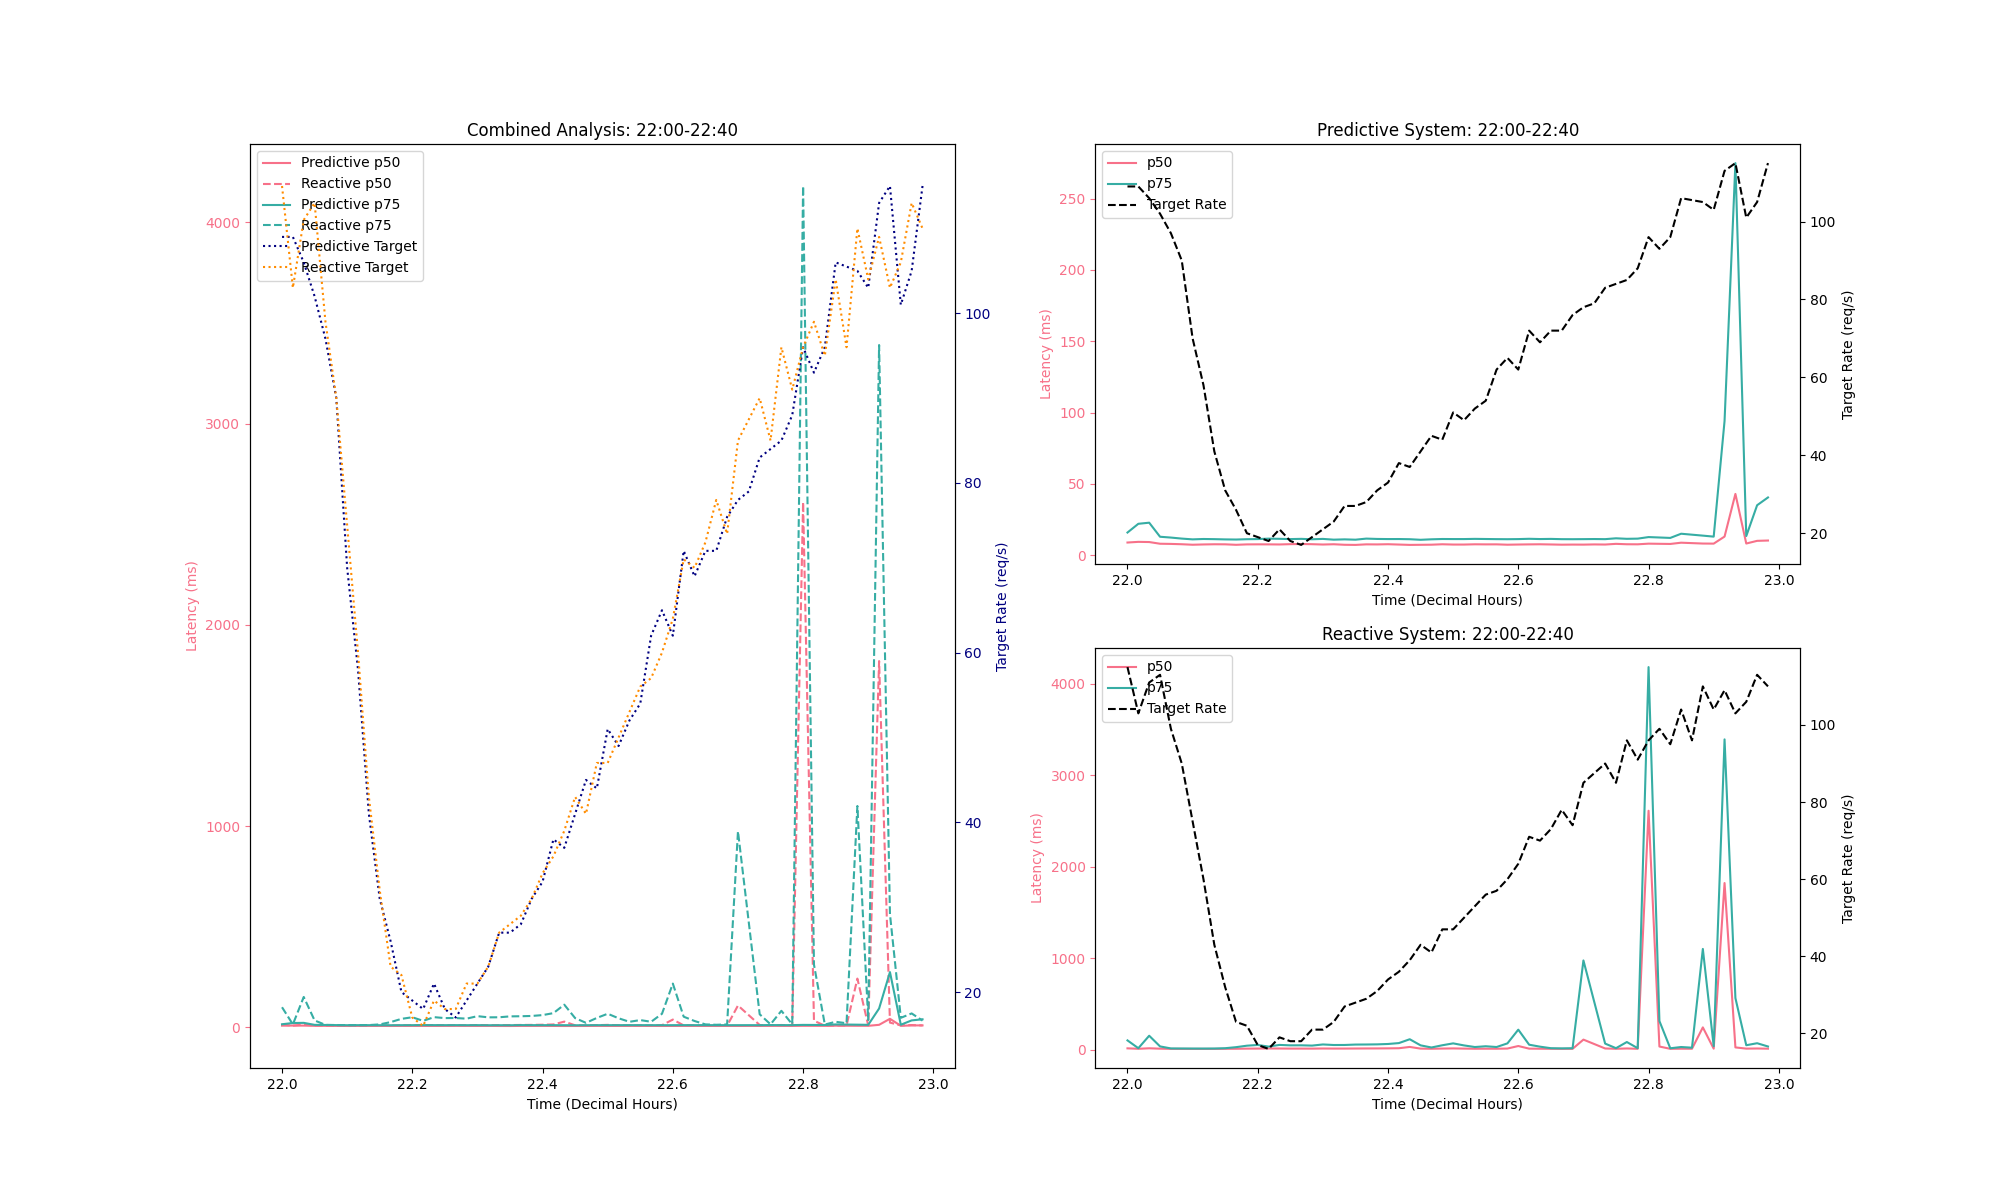 Combined Analysis: 22:00-22:40
Predictive p50
Reactive p50
Predictive p75
Reactive p75
Predictive Target
Reactive Target
4000
3000
2000
1000
0
Latency (ms)
100
80
60
40
20
Target Rate (req/s)
22.0 22.2 22.4 22.6 22.8 23.0
Time (Decimal Hours)
Predictive System: 22:00-22:40
p50
p75
Target Rate
250
200
150
100
50
0
Latency (ms)
100
80
60
40
20
Target Rate (req/s)
22.0 22.2 22.4 22.6 22.8 23.0
Time (Decimal Hours)
Reactive System: 22:00-22:40
p50
p75
Target Rate
4000
3000
2000
1000
0
Latency (ms)
100
80
60
40
20
Target Rate (req/s)
22.0 22.2 22.4 22.6 22.8 23.0
Time (Decimal Hours)